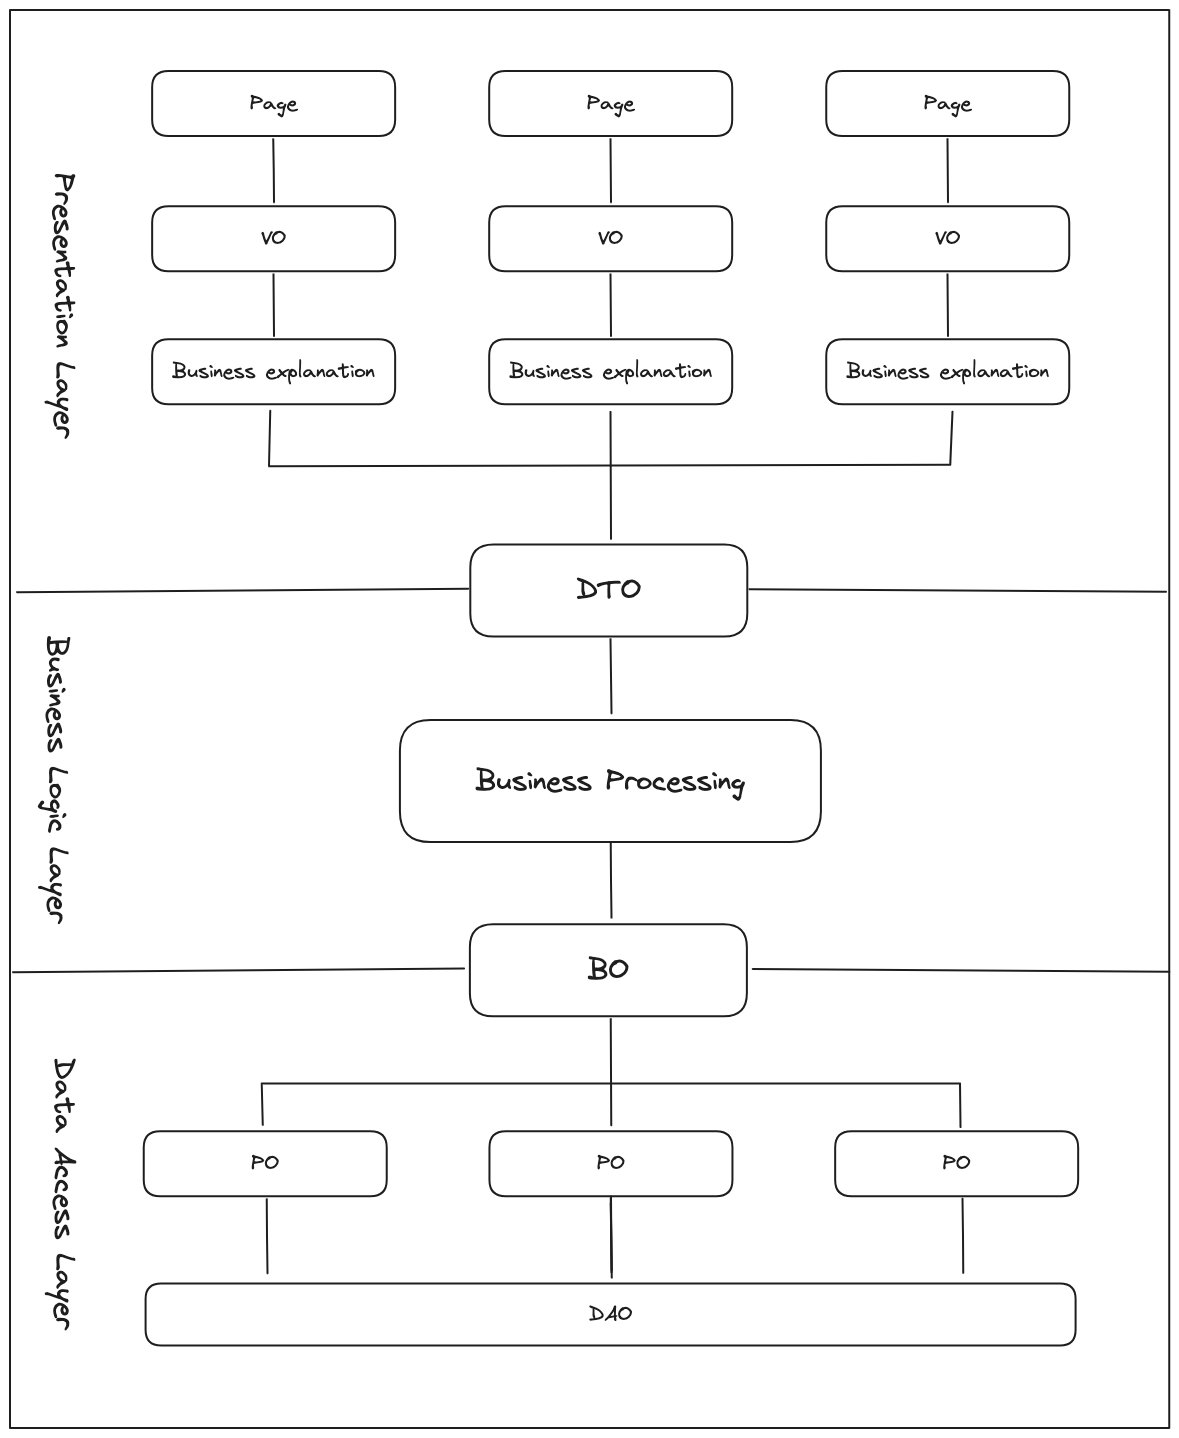 Presentation Layer
Page
Page
Page
VO
VO
VO
Business explanation
Business explanation
Business explanation
DTO
Business Logic Layer
Business Processing
BO
Data Access Layer
PO
PO
PO
DAO